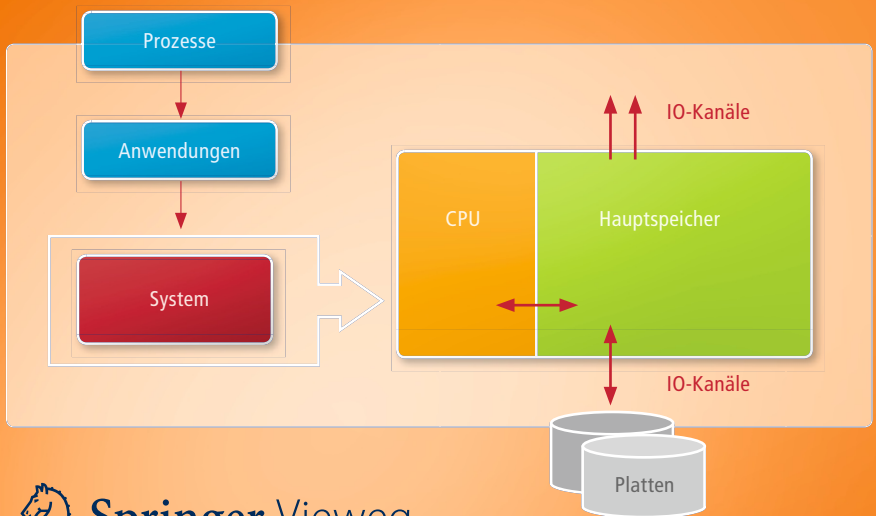 Prozesse
Anwendungen
System
IO-Kanäle
CPU
Hauptspeicher
IO-Kanäle
Platten
Springer Vieweg